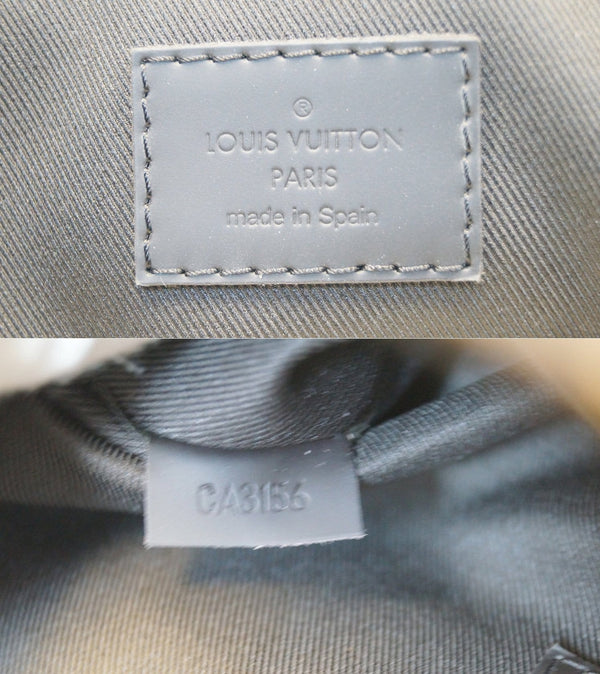 ®
LOUIS VUITTON
PARIS
made in Spain
CA3156